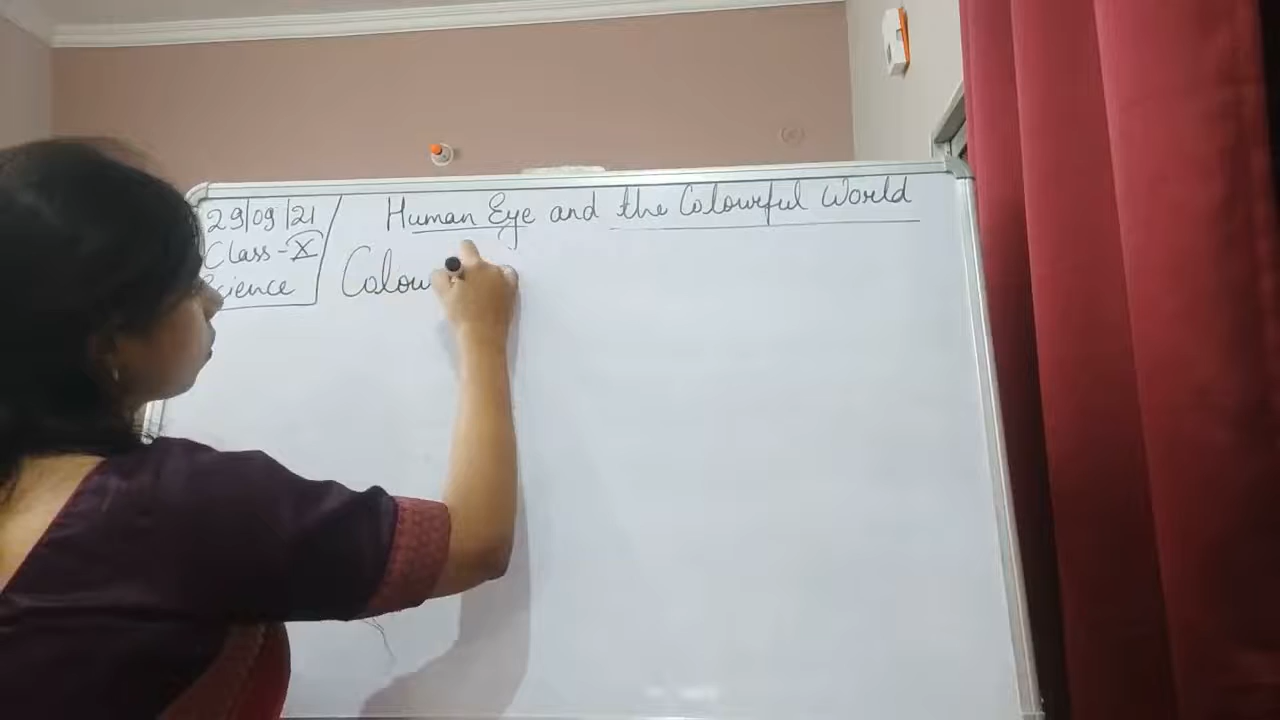 29/09/21
Class - X
Science
Human Eye and the Colourful World
Colou